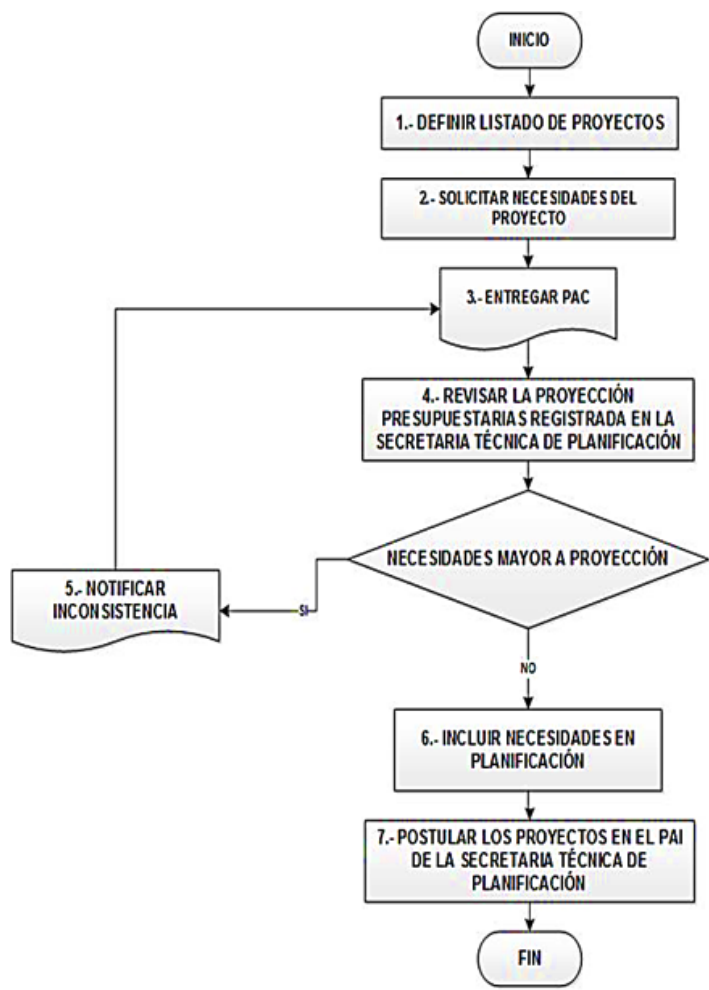 INICIO
1.- DEFINIR LISTADO DE PROYECTOS
2.- SOLICITAR NECESIDADES DEL
PROYECTO
3.- ENTREGAR PAC
4.- REVISAR LA PROYECCIÓN
PRESUPUESTARIAS REGISTRADA EN LA
SECRETARIA TÉCNICA DE PLANIFICACIÓN
NECESIDADES MAYOR A PROYECCIÓN
5.- NOTIFICAR
INCONSISTENCIA
SI
NO
6.- INCLUIR NECESIDADES EN
PLANIFICACIÓN
7.- POSTULAR LOS PROYECTOS EN EL PAI
DE LA SECRETARIA TÉCNICA DE
PLANIFICACIÓN
FIN